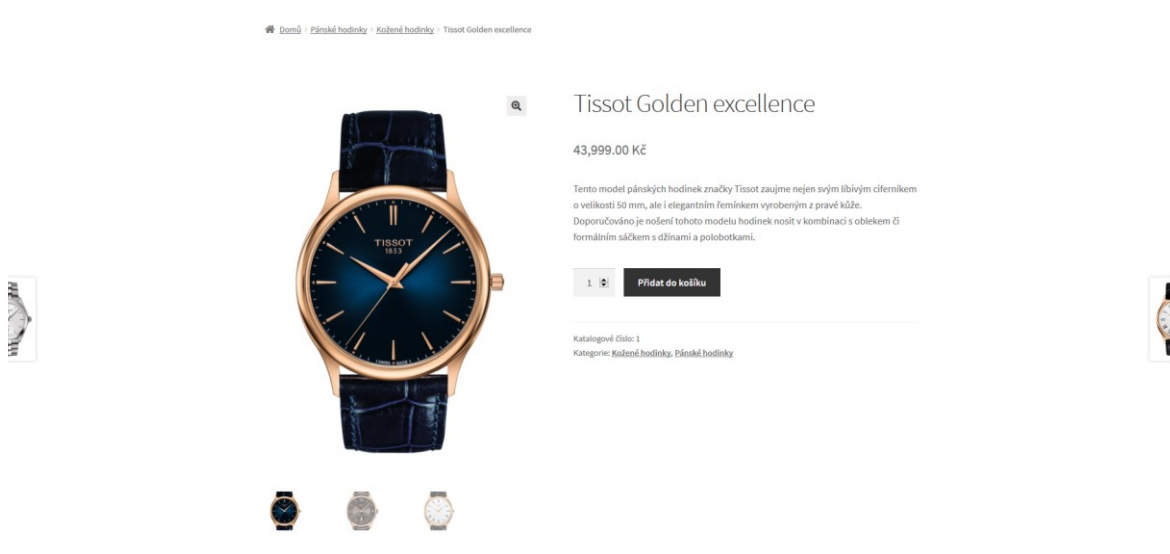 Domů › Pánské hodinky › Kožené hodinky › Tissot Golden excellence
Tissot Golden excellence
43,999.00 Kč
Tento model pánských hodinek značky Tissot zaujme nejen svým líbivým ciferníkem
o velikosti 50 mm, ale i elegantním řemínkem vyrobeným z pravé kůže.
Doporučováno je nošení tohoto modelu hodinek nosit v kombinaci s oblekem či
formálním sáčkem s džínami a polobotkami.
1
Přidat do košíku
Katalogové číslo: 1
Kategorie: Kožené hodinky, Pánské hodinky
TISSOT
1853